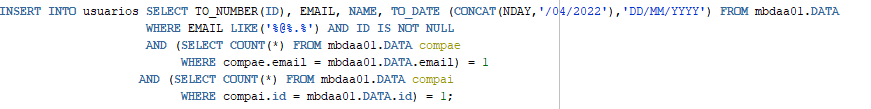 INSERT INTO usuarios SELECT TO_NUMBER(ID), EMAIL, NAME, TO_DATE (CONCAT(NDAY,'/04/2022'),'DD/MM/YYYY') FROM mbdaa01.DATA
WHERE EMAIL LIKE('%@%.%') AND ID IS NOT NULL
AND (SELECT COUNT(*) FROM mbdaa01.DATA compae
WHERE compae.email = mbdaa01.DATA.email) = 1
AND (SELECT COUNT(*) FROM mbdaa01.DATA compai
WHERE compai.id = mbdaa01.DATA.id) = 1;